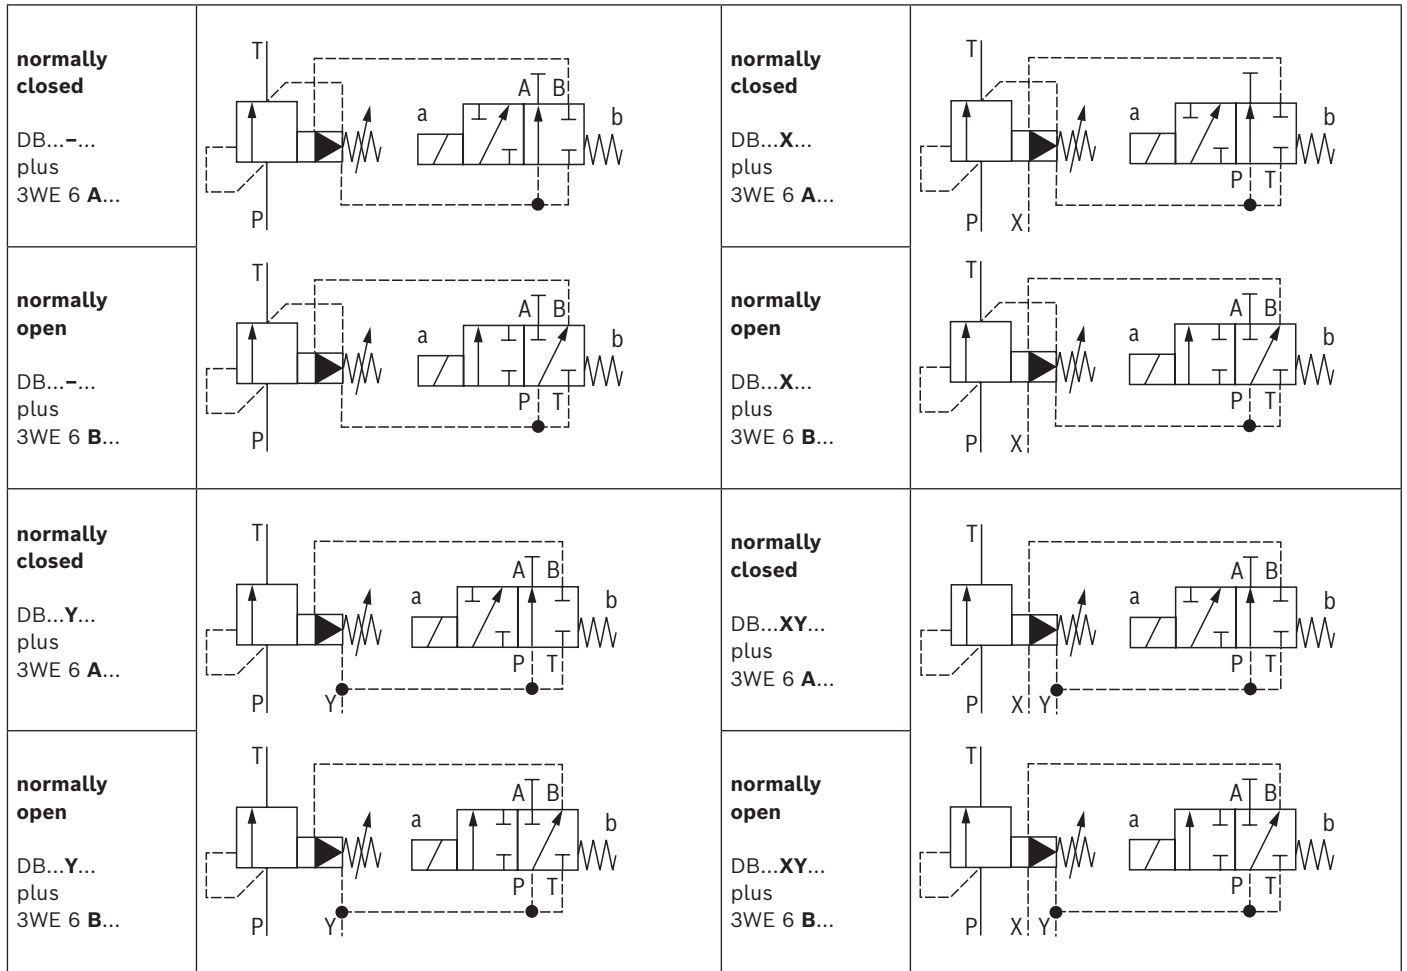 normally
closed
DB...–...
plus
3WE 6 A...
T
P
a
A B
b
normally
closed
DB...X...
plus
3WE 6 A...
T
P X
a
b
P T
normally
open
DB...–...
plus
3WE 6 B...
T
P
a
A B
b
P T
normally
open
DB...X...
plus
3WE 6 B...
T
P X
a
A B
b
P T
normally
closed
DB...Y...
plus
3WE 6 A...
T
P Y
a
A B
b
P T
normally
closed
DB...XY...
plus
3WE 6 A...
T
P X Y
a
A B
b
P T
normally
open
DB...Y...
plus
3WE 6 B...
T
P Y
a
A B
b
P T
normally
open
DB...XY...
plus
3WE 6 B...
T
P X Y
a
A B
b
P T